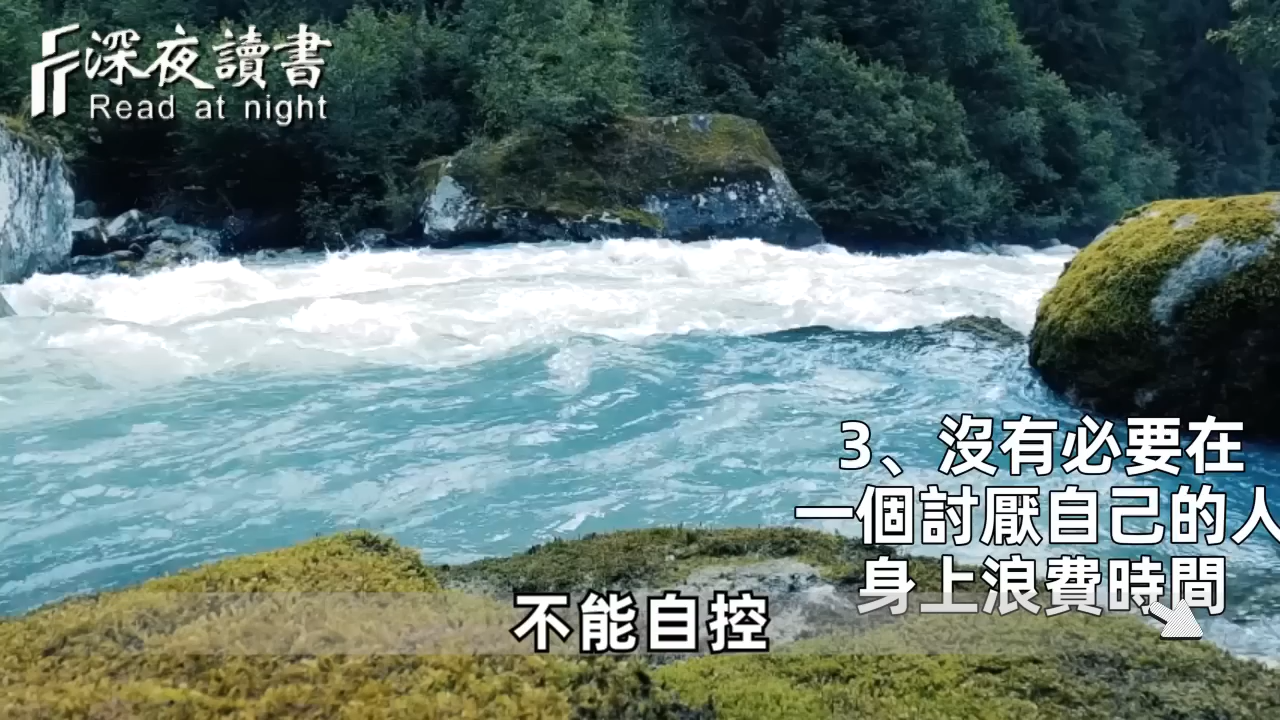 深夜讀書
Read at night
3、沒有必要在
一個討厭自己的人
身上浪費時間
不能自控